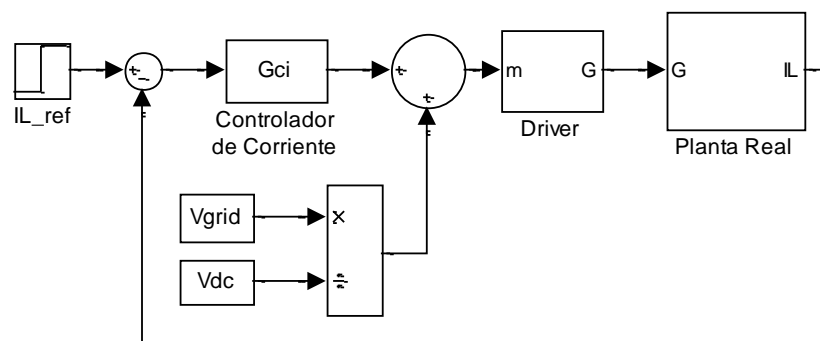 Gci
m
G
G
IL
IL_ref
Controlador
de Corriente
Driver
Planta Real
Vgrid
×
Vdc
÷